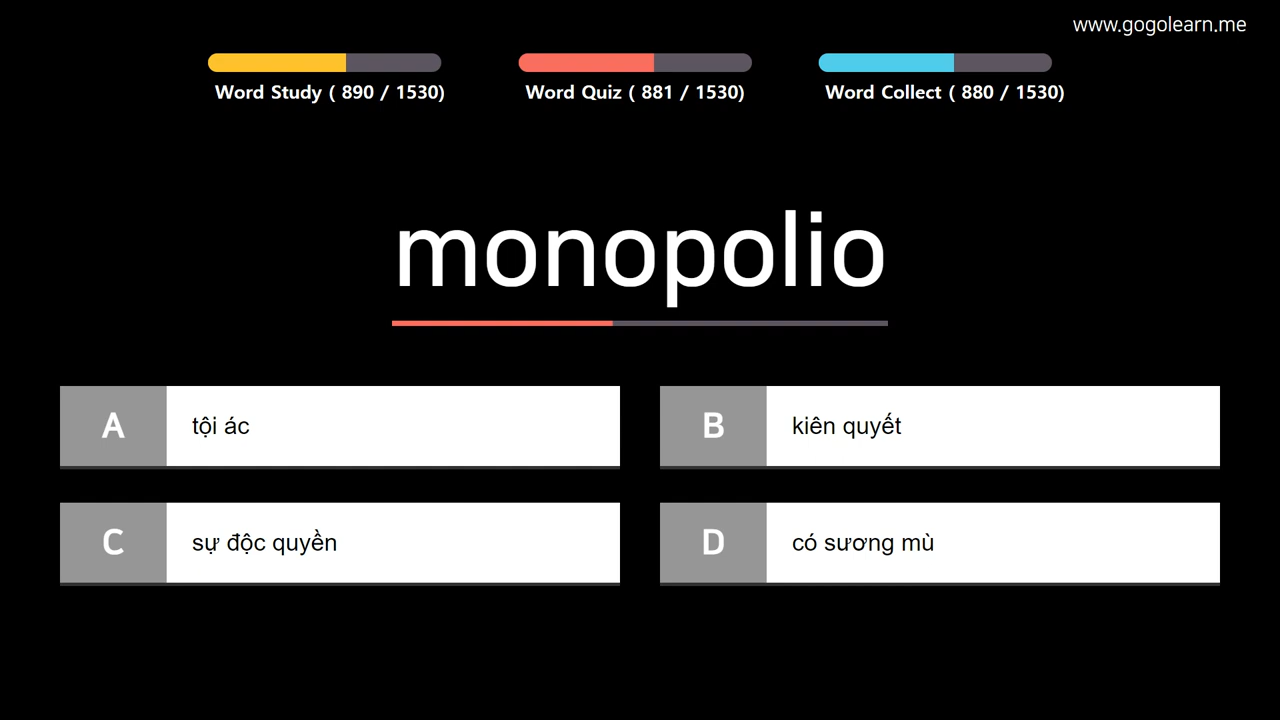 www.gogolearn.me
Word Study ( 890 / 1530)
Word Quiz ( 881 / 1530)
Word Collect ( 880 / 1530)
monopolio
A
tội ác
B
kiên quyết
C
sự độc quyền
D
có sương mù